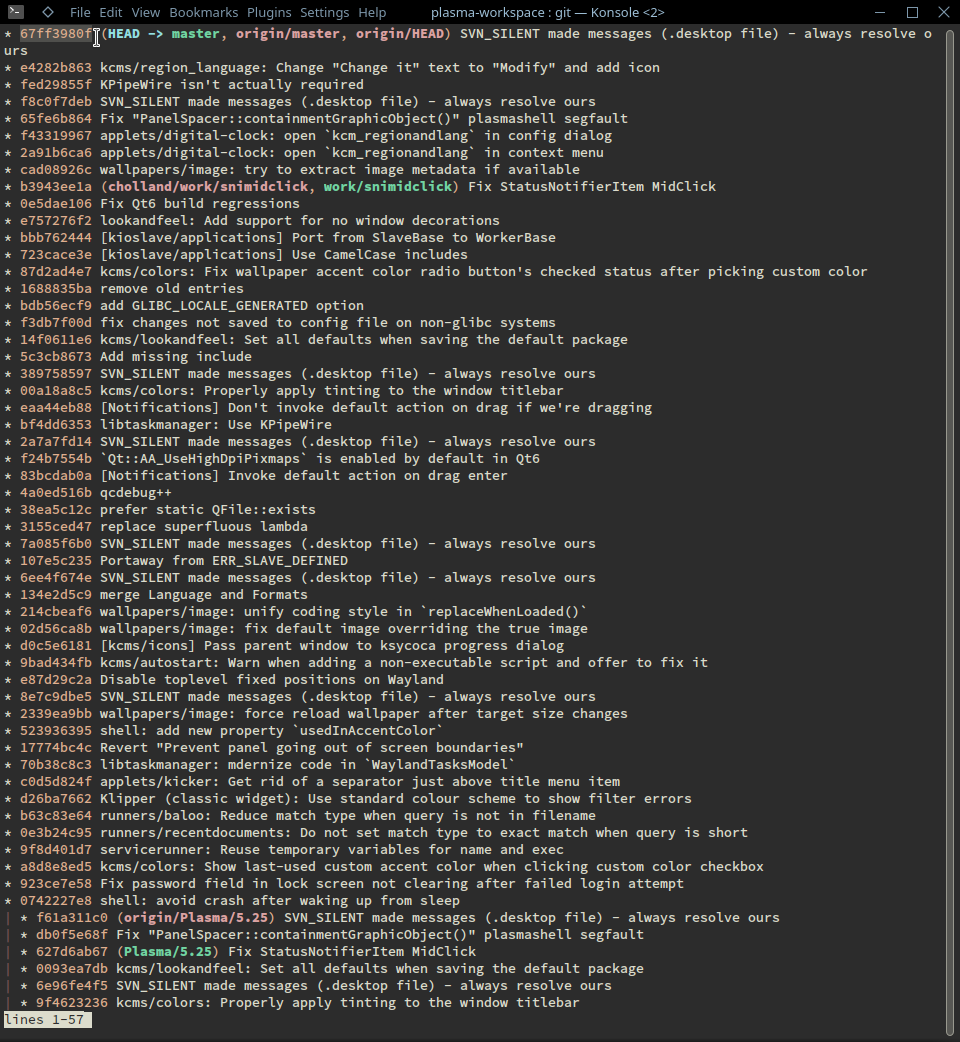 File Edit View Bookmarks Plugins Settings Help plasma-workspace : git — Konsole <2>
* 67ff3980f (HEAD -> master, origin/master, origin/HEAD) SVN_SILENT made messages (.desktop file) - always resolve o
urs
* e4282b863 kcms/region_language: Change "Change it" text to "Modify" and add icon
* fed29855f KPipeWire isn't actually required
* f8c0f7deb SVN_SILENT made messages (.desktop file) - always resolve ours
* 65fe6b864 Fix "PanelSpacer::containmentGraphicObject()" plasmashell segfault
* f43319967 applets/digital-clock: open `kcm_regionandlang` in config dialog
* 2a91b6ca6 applets/digital-clock: open `kcm_regionandlang` in context menu
* cad08926c wallpapers/image: try to extract image metadata if available
* b3943ee1a (cholland/work/snimidclick, work/snimidclick) Fix StatusNotifierItem MidClick
* 0e5dae106 Fix Qt6 build regressions
* e757276f2 lookandfeel: Add support for no window decorations
* bbb762444 [kioslave/applications] Port from SlaveBase to WorkerBase
* 723cace3e [kioslave/applications] Use CamelCase includes
* 87d2ad4e7 kcms/colors: Fix wallpaper accent color radio button's checked status after picking custom color
* 1688835ba remove old entries
* bdb56ecf9 add GLIBC_LOCALE_GENERATED option
* f3db7f00d fix changes not saved to config file on non-glibc systems
* 14f0611e6 kcms/lookandfeel: Set all defaults when saving the default package
* 5c3cb8673 Add missing include
* 389758597 SVN_SILENT made messages (.desktop file) - always resolve ours
* 00a18a8c5 kcms/colors: Properly apply tinting to the window titlebar
* eaa44eb88 [Notifications] Don't invoke default action on drag if we're dragging
* bf4dd6353 libtaskmanager: Use KPipeWire
* 2a7a7fd14 SVN_SILENT made messages (.desktop file) - always resolve ours
* f24b7554b `Qt::AA_UseHighDpiPixmaps` is enabled by default in Qt6
* 83bcdab0a [Notifications] Invoke default action on drag enter
* 4a0ed516b qcdebug++
* 38ea5c12c prefer static QFile::exists
* 3155ced47 replace superfluous lambda
* 7a085f6b0 SVN_SILENT made messages (.desktop file) - always resolve ours
* 107e5c235 Portaway from ERR_SLAVE_DEFINED
* 6ee4f674e SVN_SILENT made messages (.desktop file) - always resolve ours
* 134e2d5c9 merge Language and Formats
* 214cbeaf6 wallpapers/image: unify coding style in `replaceWhenLoaded()`
* 02d56ca8b wallpapers/image: fix default image overriding the true image
* d0c5e6181 [kcms/icons] Pass parent window to ksycoca progress dialog
* 9bad434fb kcms/autostart: Warn when adding a non-executable script and offer to fix it
* e87d29c2a Disable toplevel fixed positions on Wayland
* 8e7c9dbe5 SVN_SILENT made messages (.desktop file) - always resolve ours
* 2339ea9bb wallpapers/image: force reload wallpaper after target size changes
* 523936395 shell: add new property `usedInAccentColor`
* 17774bc4c Revert "Prevent panel going out of screen boundaries"
* 70b38c8c3 libtaskmanager: mdernize code in `WaylandTasksModel`
* c0d5d824f applets/kicker: Get rid of a separator just above title menu item
* d26ba7662 Klipper (classic widget): Use standard colour scheme to show filter errors
* b63c83e64 runners/baloo: Reduce match type when query is not in filename
* 0e3b24c95 runners/recentdocuments: Do not set match type to exact match when query is short
* 9f8d401d7 servicerunner: Reuse temporary variables for name and exec
* a8d8e8ed5 kcms/colors: Show last-used custom accent color when clicking custom color checkbox
* 923ce7e58 Fix password field in lock screen not clearing after failed login attempt
* 0742227e8 shell: avoid crash after waking up from sleep
| * f61a311c0 (origin/Plasma/5.25) SVN_SILENT made messages (.desktop file) - always resolve ours
| * db0f5e68f Fix "PanelSpacer::containmentGraphicObject()" plasmashell segfault
| * 627d6ab67 (Plasma/5.25) Fix StatusNotifierItem MidClick
| * 0093ea7db kcms/lookandfeel: Set all defaults when saving the default package
| * 6e96fe4f5 SVN_SILENT made messages (.desktop file) - always resolve ours
| * 9f4623236 kcms/colors: Properly apply tinting to the window titlebar
lines 1-57